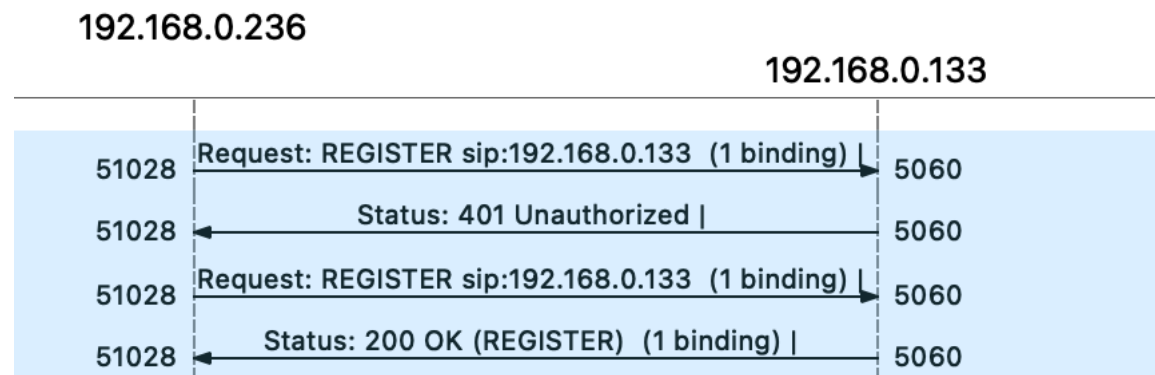 192.168.0.236
192.168.0.133
51028 Request: REGISTER sip:192.168.0.133 (1 binding) | 5060
51028 Status: 401 Unauthorized | 5060
51028 Request: REGISTER sip:192.168.0.133 (1 binding) | 5060
51028 Status: 200 OK (REGISTER) (1 binding) | 5060